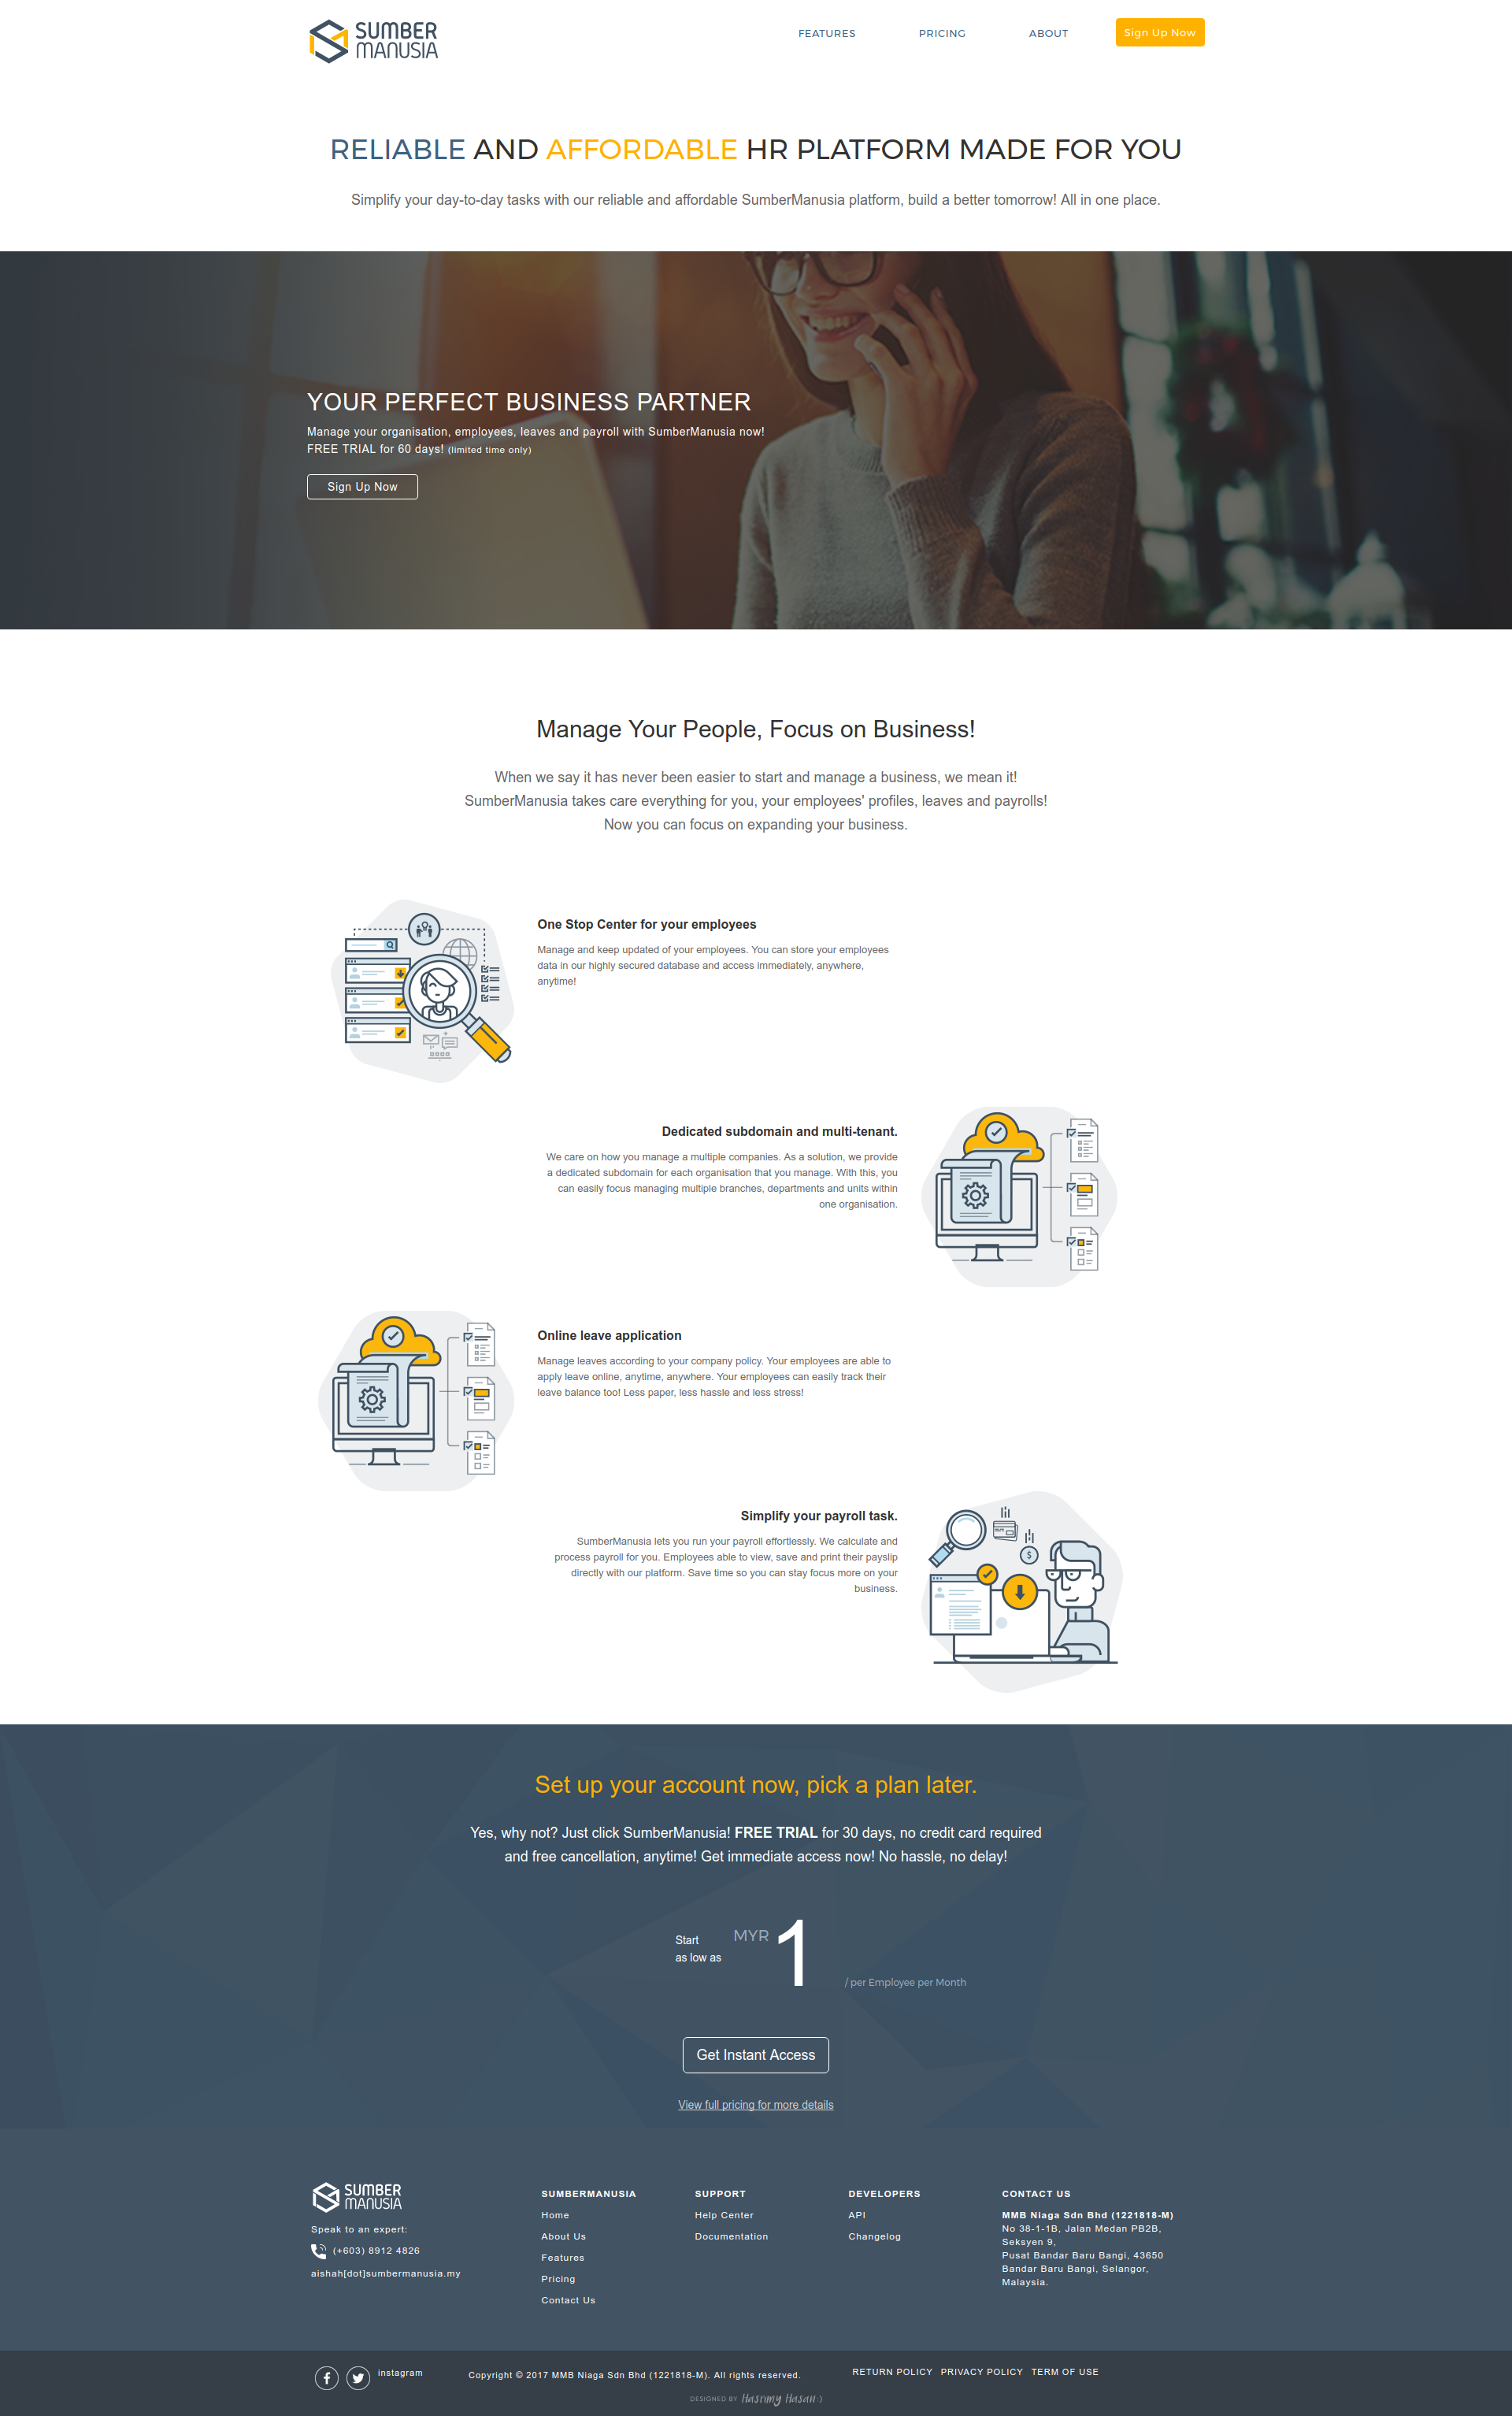 SUMBER
MANUSIA
FEATURES
PRICING
ABOUT
Sign Up Now
RELIABLE AND AFFORDABLE HR PLATFORM MADE FOR YOU
Simplify your day-to-day tasks with our reliable and affordable SumberManusia platform, build a better tomorrow! All in one place.
YOUR PERFECT BUSINESS PARTNER
Manage your organisation, employees, leaves and payroll with SumberManusia now!
FREE TRIAL for 60 days! (limited time only)
Sign Up Now
Manage Your People, Focus on Business!
When we say it has never been easier to start and manage a business, we mean it!
SumberManusia takes care everything for you, your employees' profiles, leaves and payrolls!
Now you can focus on expanding your business.
One Stop Center for your employees
Manage and keep updated of your employees. You can store your employees
data in our highly secured database and access immediately, anywhere,
anytime!
Dedicated subdomain and multi-tenant.
We care on how you manage a multiple companies. As a solution, we provide
a dedicated subdomain for each organisation that you manage. With this, you
can easily focus managing multiple branches, departments and units within
one organisation.
Online leave application
Manage leaves according to your company policy. Your employees are able to
apply leave online, anytime, anywhere. Your employees can easily track their
leave balance too! Less paper, less hassle and less stress!
Simplify your payroll task.
SumberManusia lets you run your payroll effortlessly. We calculate and
process payroll for you. Employees able to view, save and print their payslip
directly with our platform. Save time so you can stay focus more on your
business.
$
Set up your account now, pick a plan later.
Yes, why not? Just click SumberManusia! FREE TRIAL for 30 days, no credit card required
and free cancellation, anytime! Get immediate access now! No hassle, no delay!
Start
as low as
MYR 1
/ per Employee per Month
Get Instant Access
View full pricing for more details
SUMBER
MANUSIA
Speak to an expert:
(+603) 8912 4826
aishah[dot]sumbermanusia.my
SUMBERMANUSIA
Home
About Us
Features
Pricing
Contact Us
SUPPORT
Help Center
Documentation
DEVELOPERS
API
Changelog
CONTACT US
MMB Niaga Sdn Bhd (1221818-M)
No 38-1-1B, Jalan Medan PB2B,
Seksyen 9,
Pusat Bandar Baru Bangi, 43650
Bandar Baru Bangi, Selangor,
Malaysia.
instagram
Copyright © 2017 MMB Niaga Sdn Bhd (1221818-M). All rights reserved.
RETURN POLICY PRIVACY POLICY TERM OF USE
DESIGNED BY Hasrimy Hasan :)